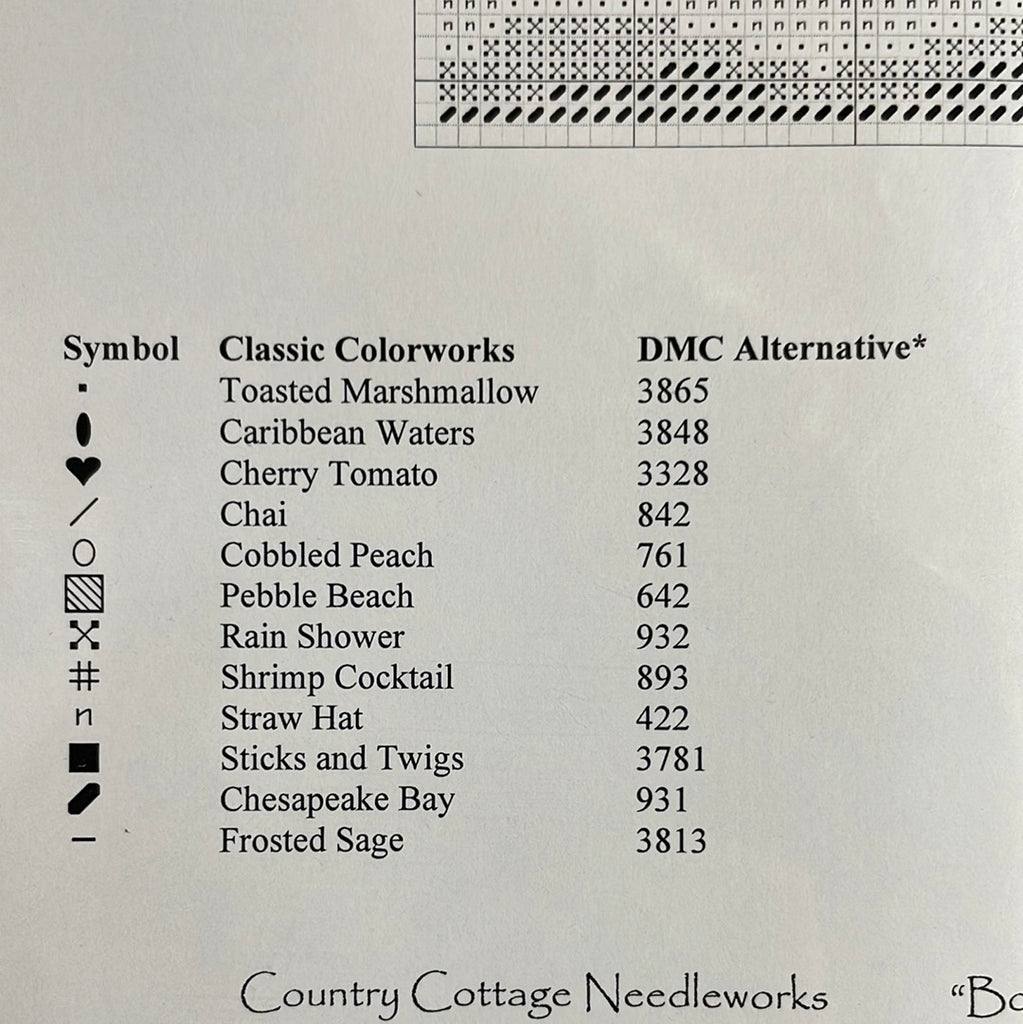 Symbol Classic Colorworks DMC Alternative*
Toasted Marshmallow 3865
Caribbean Waters 3848
Cherry Tomato 3328
Chai 842
Cobbled Peach 761
Pebble Beach 642
Rain Shower 932
# Shrimp Cocktail 893
n Straw Hat 422
Sticks and Twigs 3781
Chesapeake Bay 931
Frosted Sage 3813
Country Cottage Needleworks